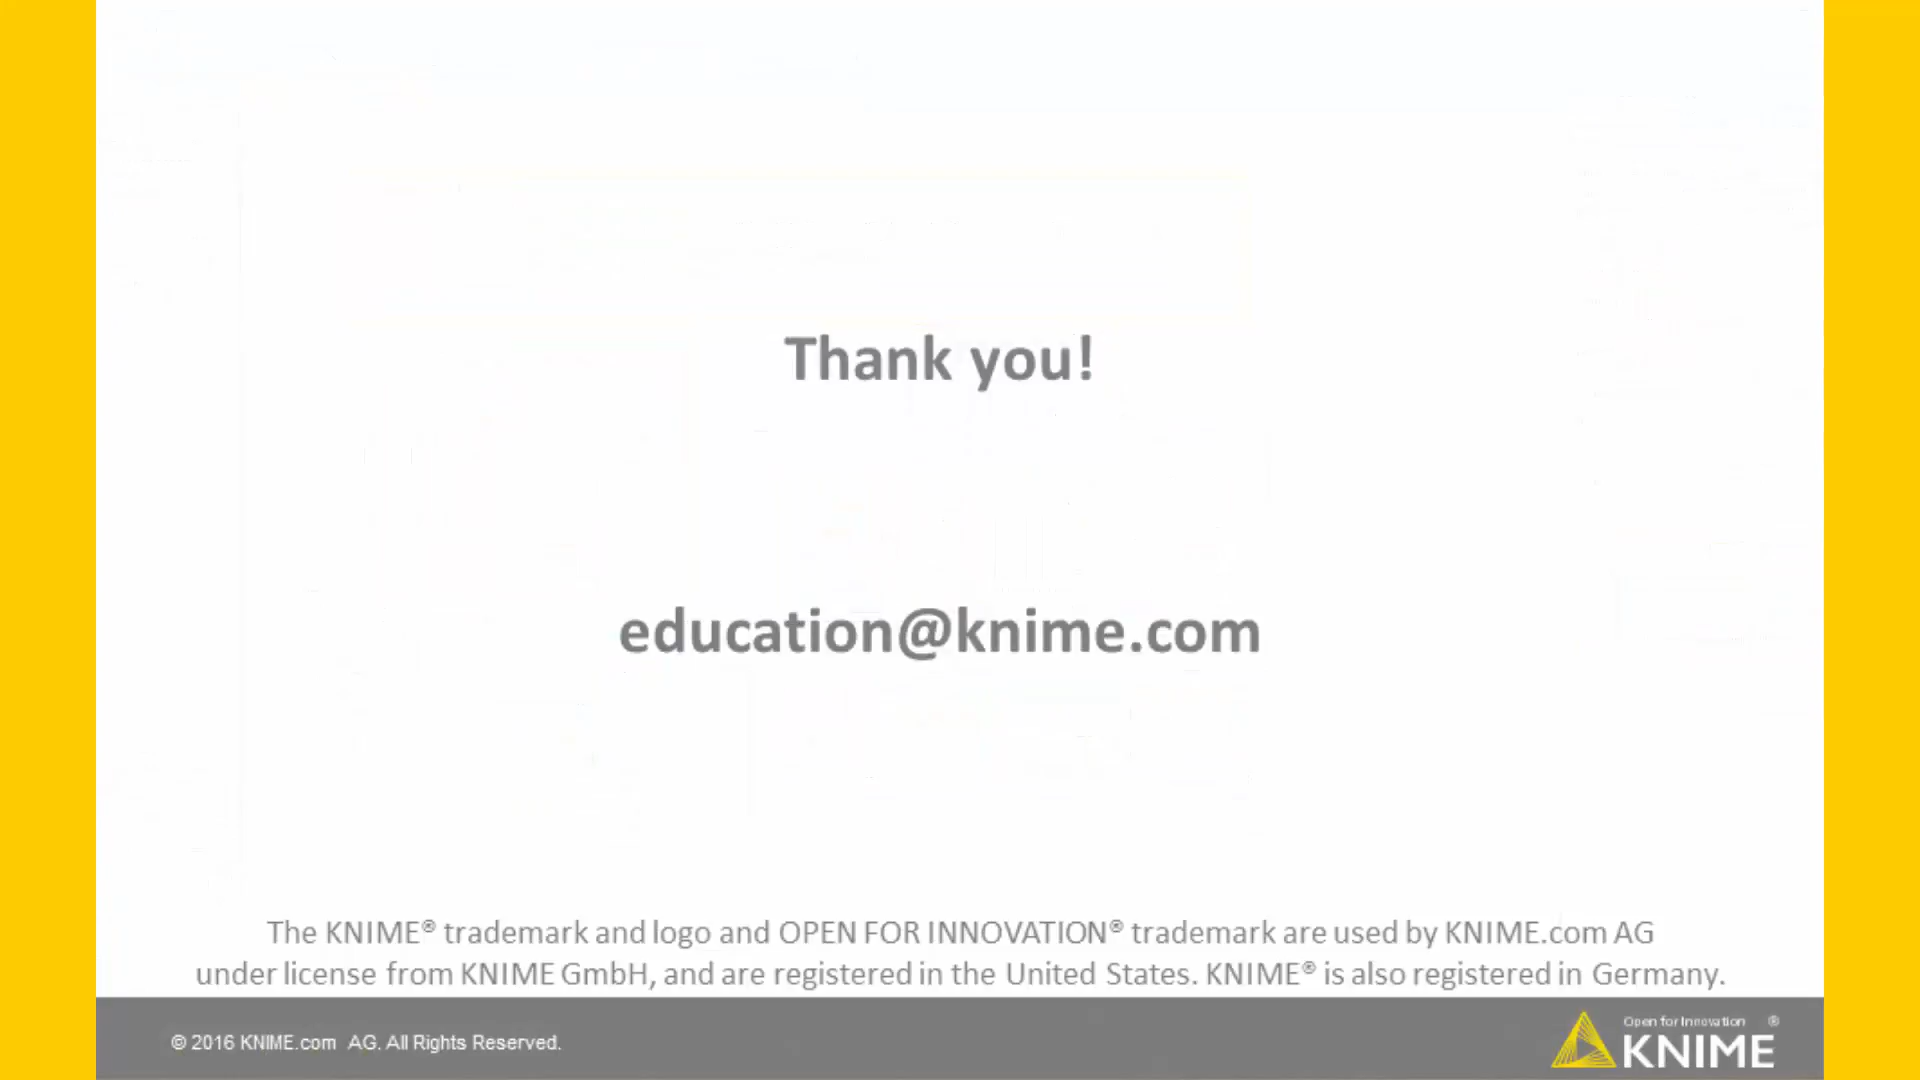 Thank you!
education@knime.com
The KNIME® trademark and logo and OPEN FOR INNOVATION® trademark are used by KNIME.com AG
under license from KNIME GmbH, and are registered in the United States. KNIME® is also registered in Germany.
© 2016 KNIME.com AG. All Rights Reserved.
Open for Innovation ®
KNIME